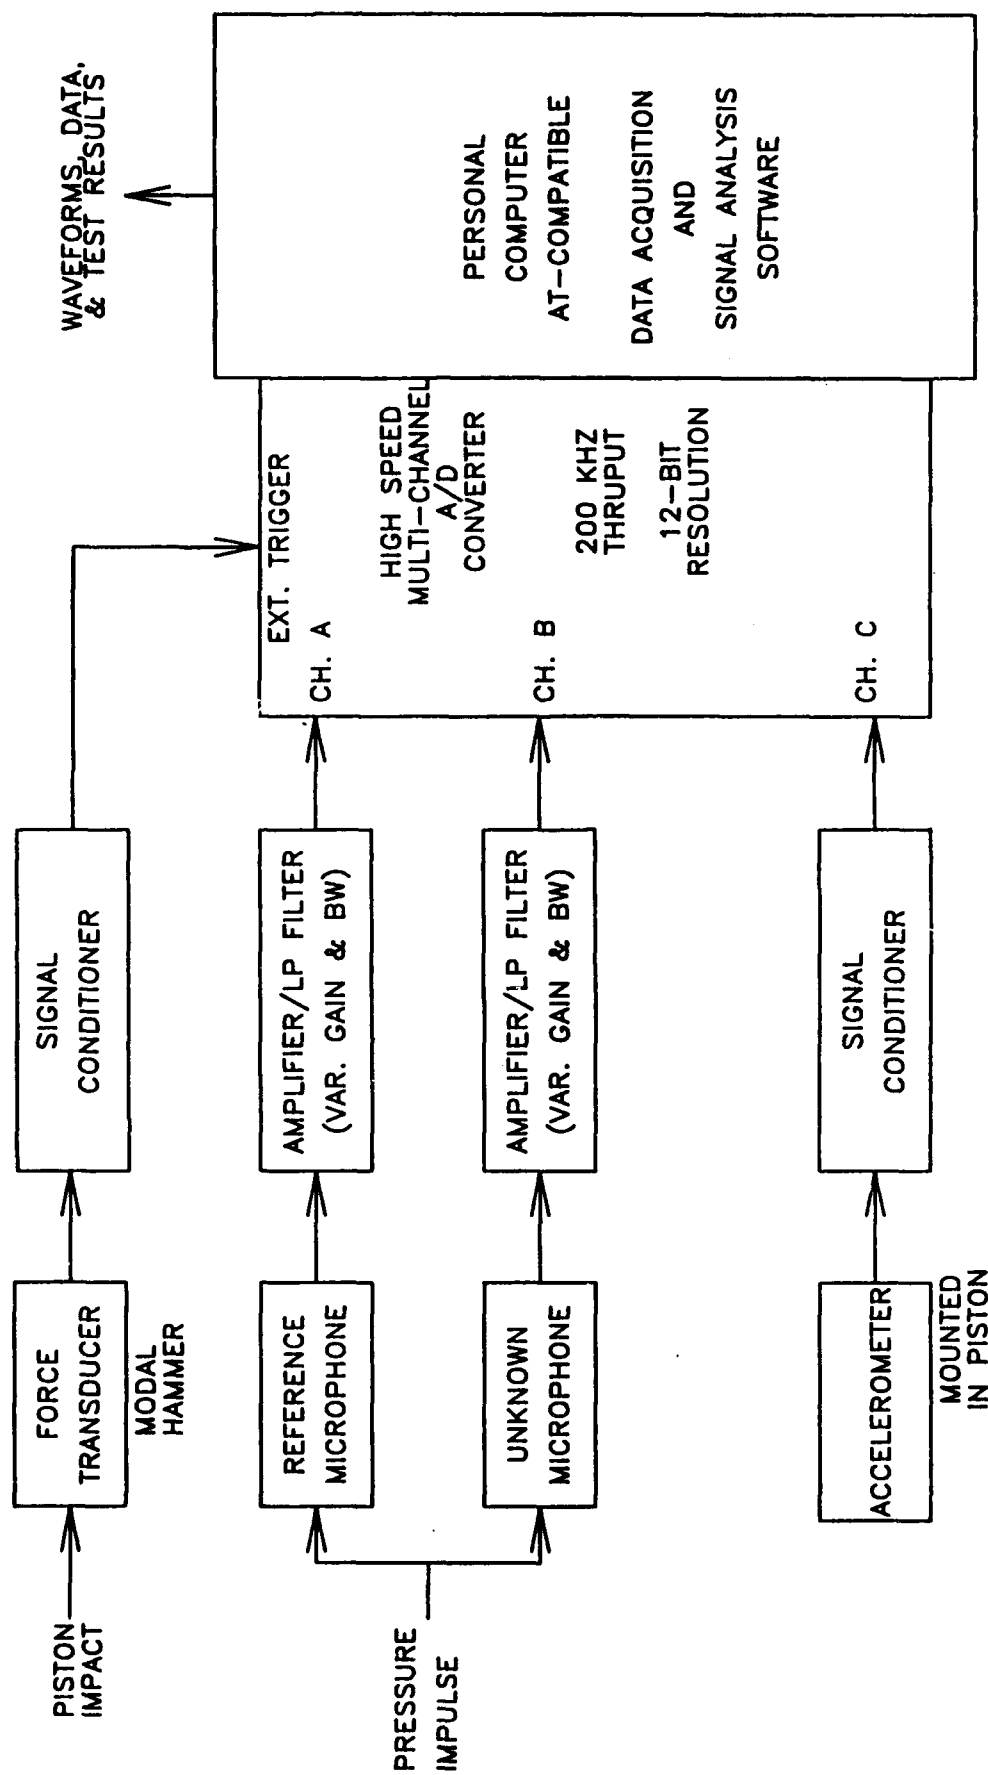 PISTON
IMPACT
FORCE
TRANSDUCER
MODAL
HAMMER
SIGNAL
CONDITIONER
WAVEFORMS, DATA,
& TEST RESULTS
PRESSURE
IMPULSE
REFERENCE
MICROPHONE
AMPLIFIER/LP FILTER
(VAR. GAIN & BW)
UNKNOWN
MICROPHONE
AMPLIFIER/LP FILTER
(VAR. GAIN & BW)
ACCELEROMETER
MOUNTED
IN PISTON
SIGNAL
CONDITIONER
EXT. TRIGGER
CH. A
CH. B
CH. C
HIGH SPEED
MULTI-CHANNEL
A/D
CONVERTER
200 KHZ
THRUPUT
12-BIT
RESOLUTION
PERSONAL
COMPUTER
AT-COMPATIBLE
DATA ACQUISITION
AND
SIGNAL ANALYSIS
SOFTWARE